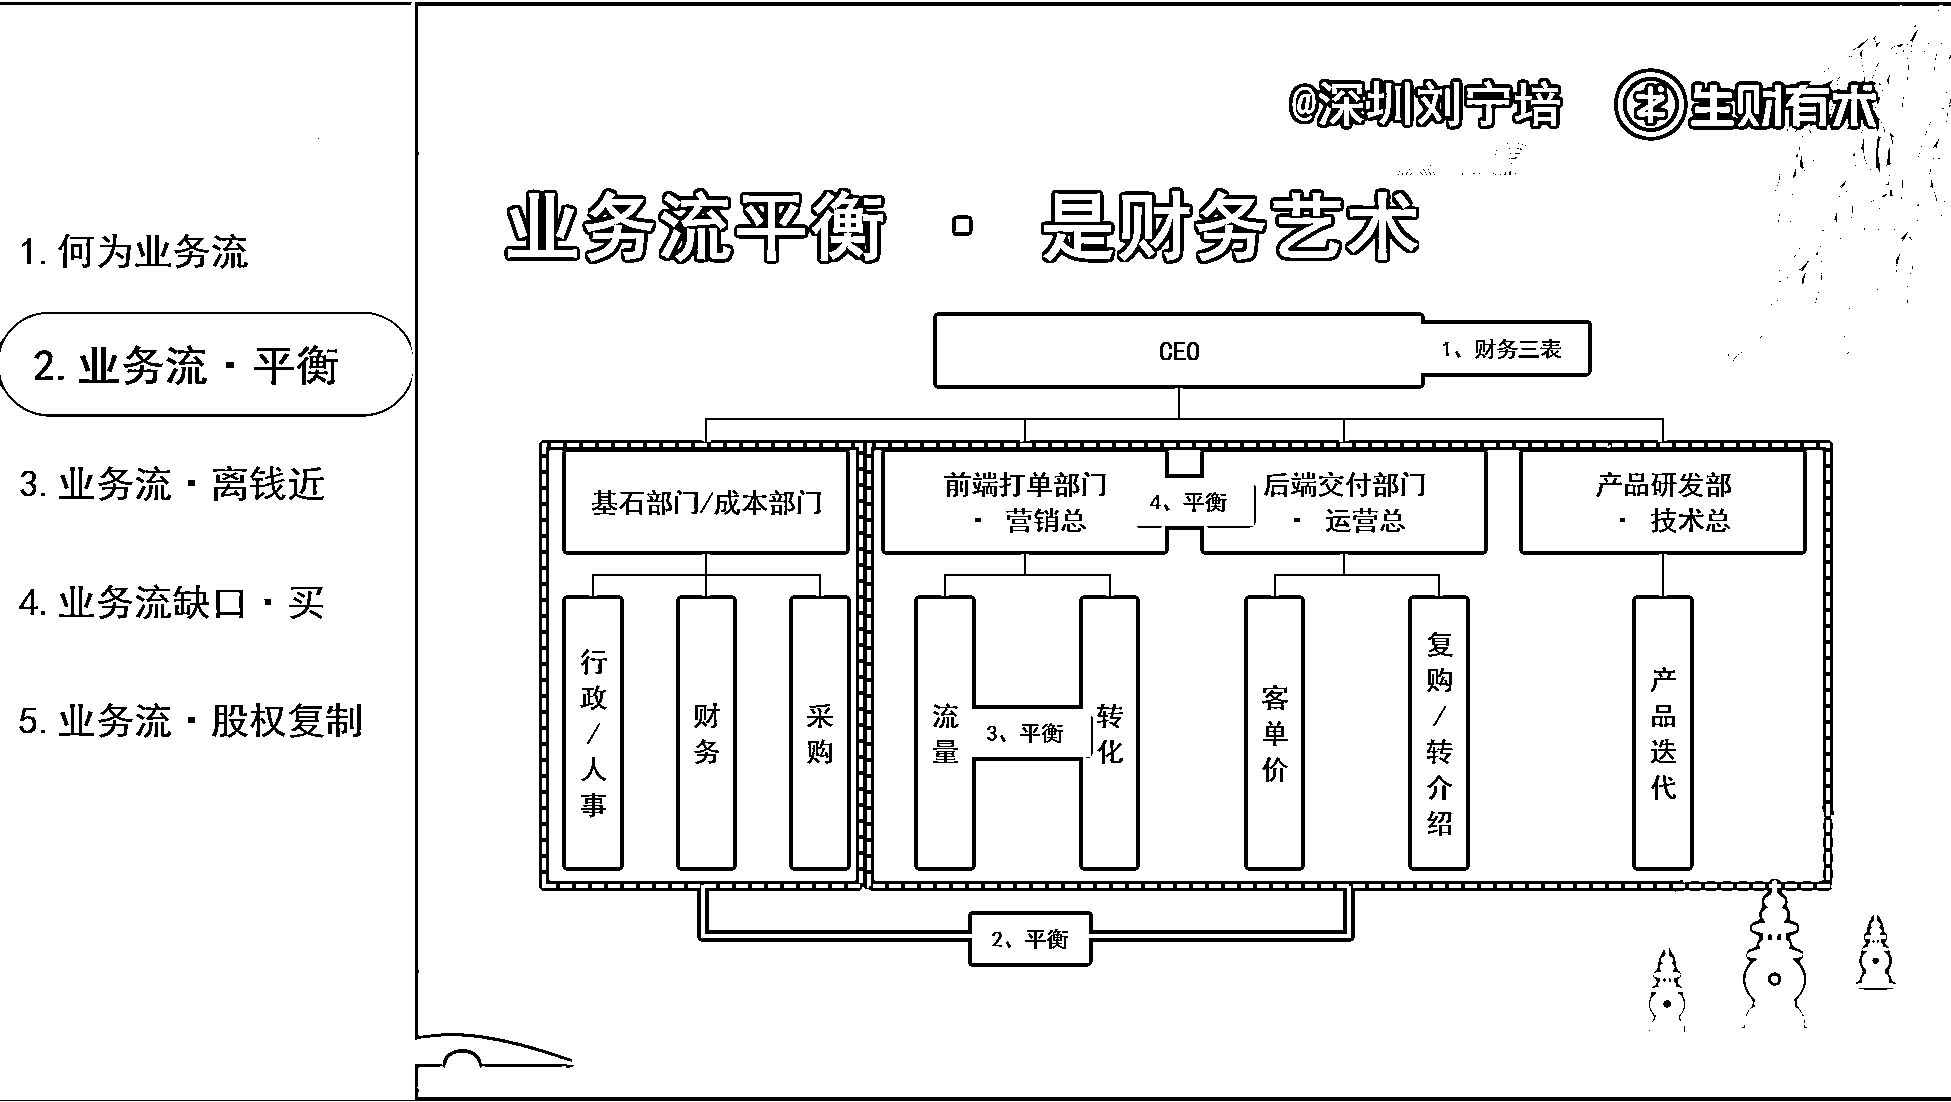 @深圳刘宁培
生财有术
业务流平衡 · 是财务艺术
1. 何为业务流
2. 业务流 · 平衡
3. 业务流 · 离钱近
4. 业务流缺口 · 买
5. 业务流 · 股权复制
CEO
1、财务三表
基石部门/成本部门
前端打单部门
· 营销总
4、平衡
后端交付部门
· 运营总
产品研发部
· 技术总
行政/人事
财务
采购
流量
3、平衡
转化
客单价
复购/转介绍
产品迭代
2、平衡